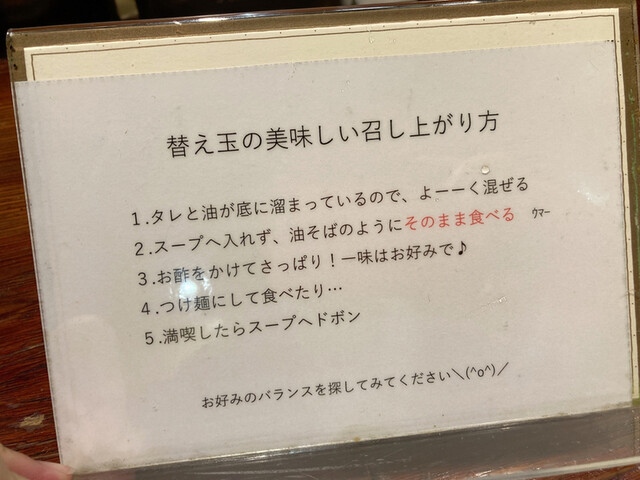 替え玉の美味しい召し上がり方
１.タレと油が底に溜まっているので、よーーく混ぜる
２.スープへ入れず、油そばのようにそのまま食べる ｳﾏｰ
３.お酢をかけてさっぱり！一味はお好みで♪
４.つけ麺にして食べたり…
５.満喫したらスープへドボン
お好みのバランスを探してみてください＼(^o^)／